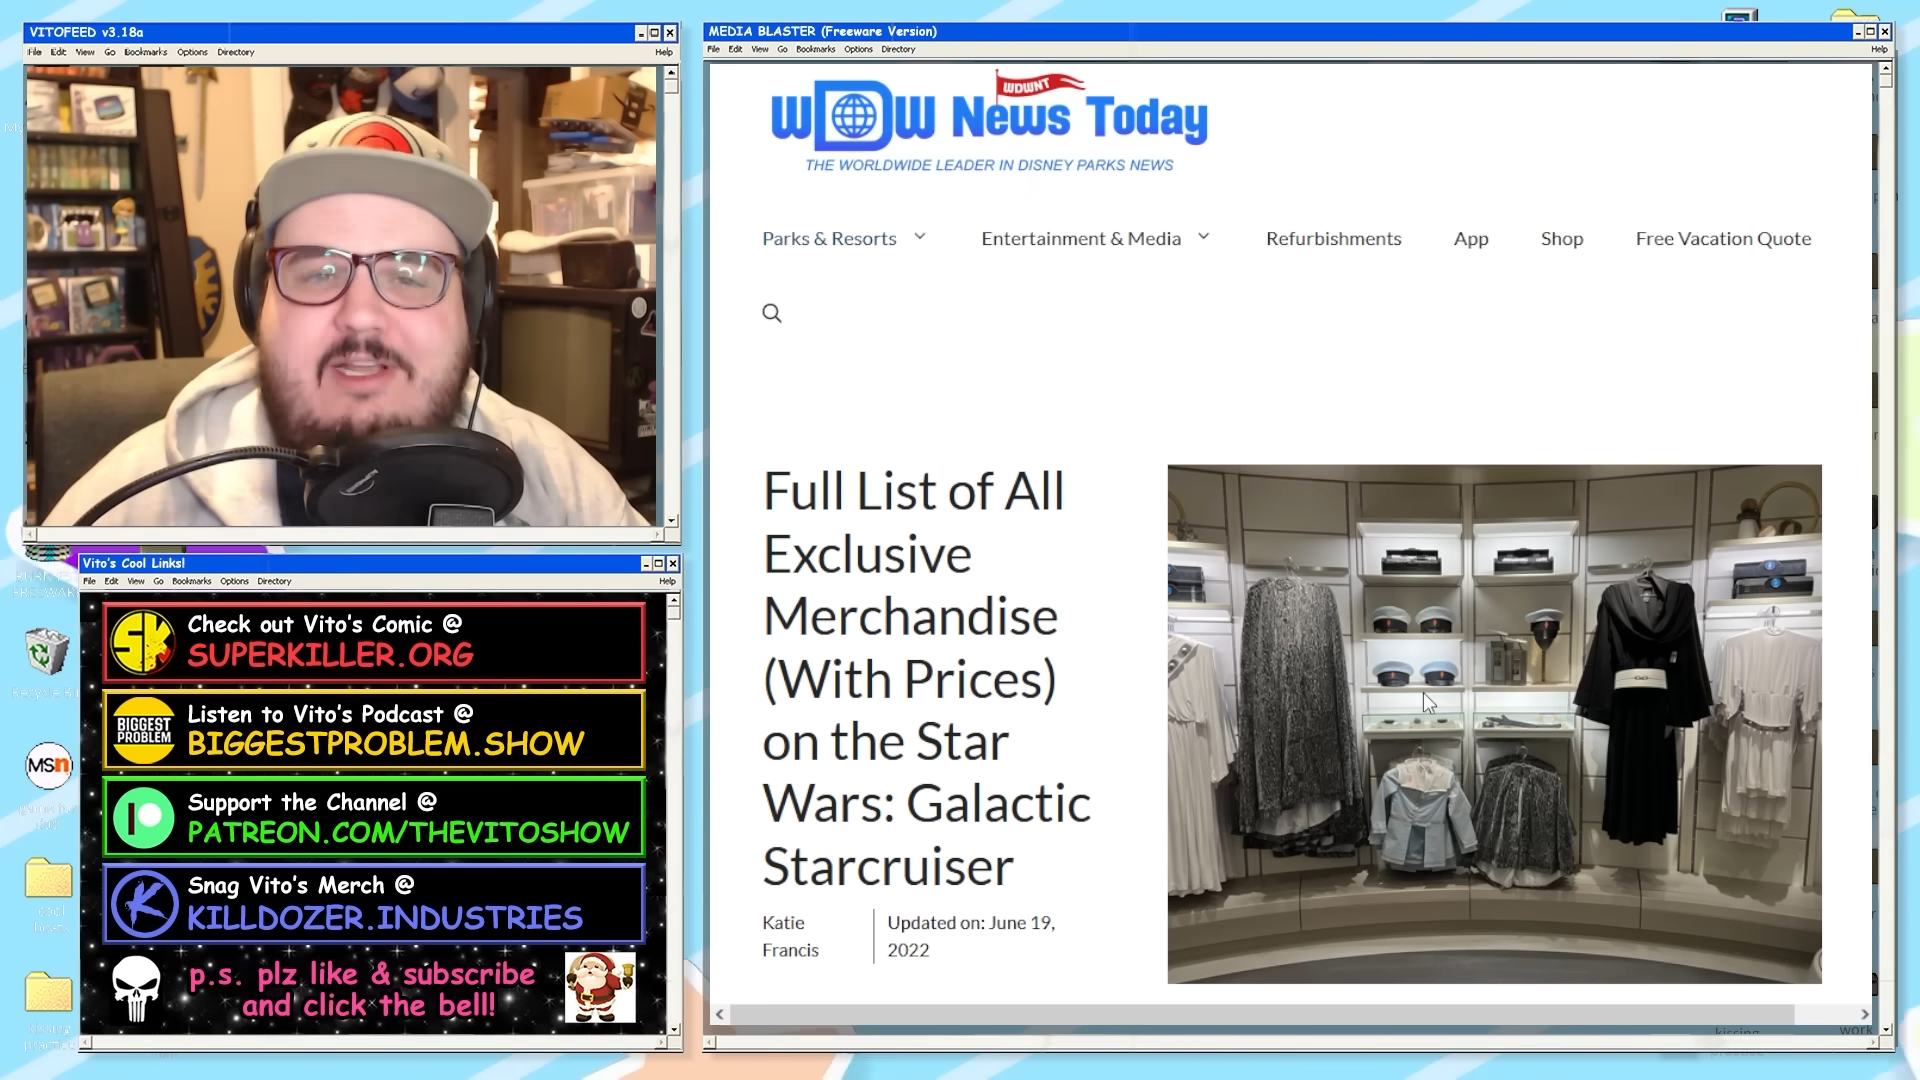 VITOFEED v3.18a
File Edit View Go Bookmarks Options Directory Help
MEDIA BLASTER (Freeware Version)
File Edit View Go Bookmarks Options Directory Help
WDWNT
WDW News Today
THE WORLDWIDE LEADER IN DISNEY PARKS NEWS
Parks & Resorts Entertainment & Media Refurbishments App Shop Free Vacation Quote
Full List of All
Exclusive
Merchandise
(With Prices)
on the Star
Wars: Galactic
Starcruiser
Katie
Francis
Updated on: June 19,
2022
Vito's Cool Links!
File Edit View Go Bookmarks Options Directory Help
SK
Check out Vito's Comic @
SUPERKILLER.ORG
BIGGEST
PROBLEM
Listen to Vito's Podcast @
BIGGESTPROBLEM.SHOW
Support the Channel @
PATREON.COM/THEVITOSHOW
Snag Vito's Merch @
KILLDOZER.INDUSTRIES
p.s. plz like & subscribe
and click the bell!
msn
kissing
work